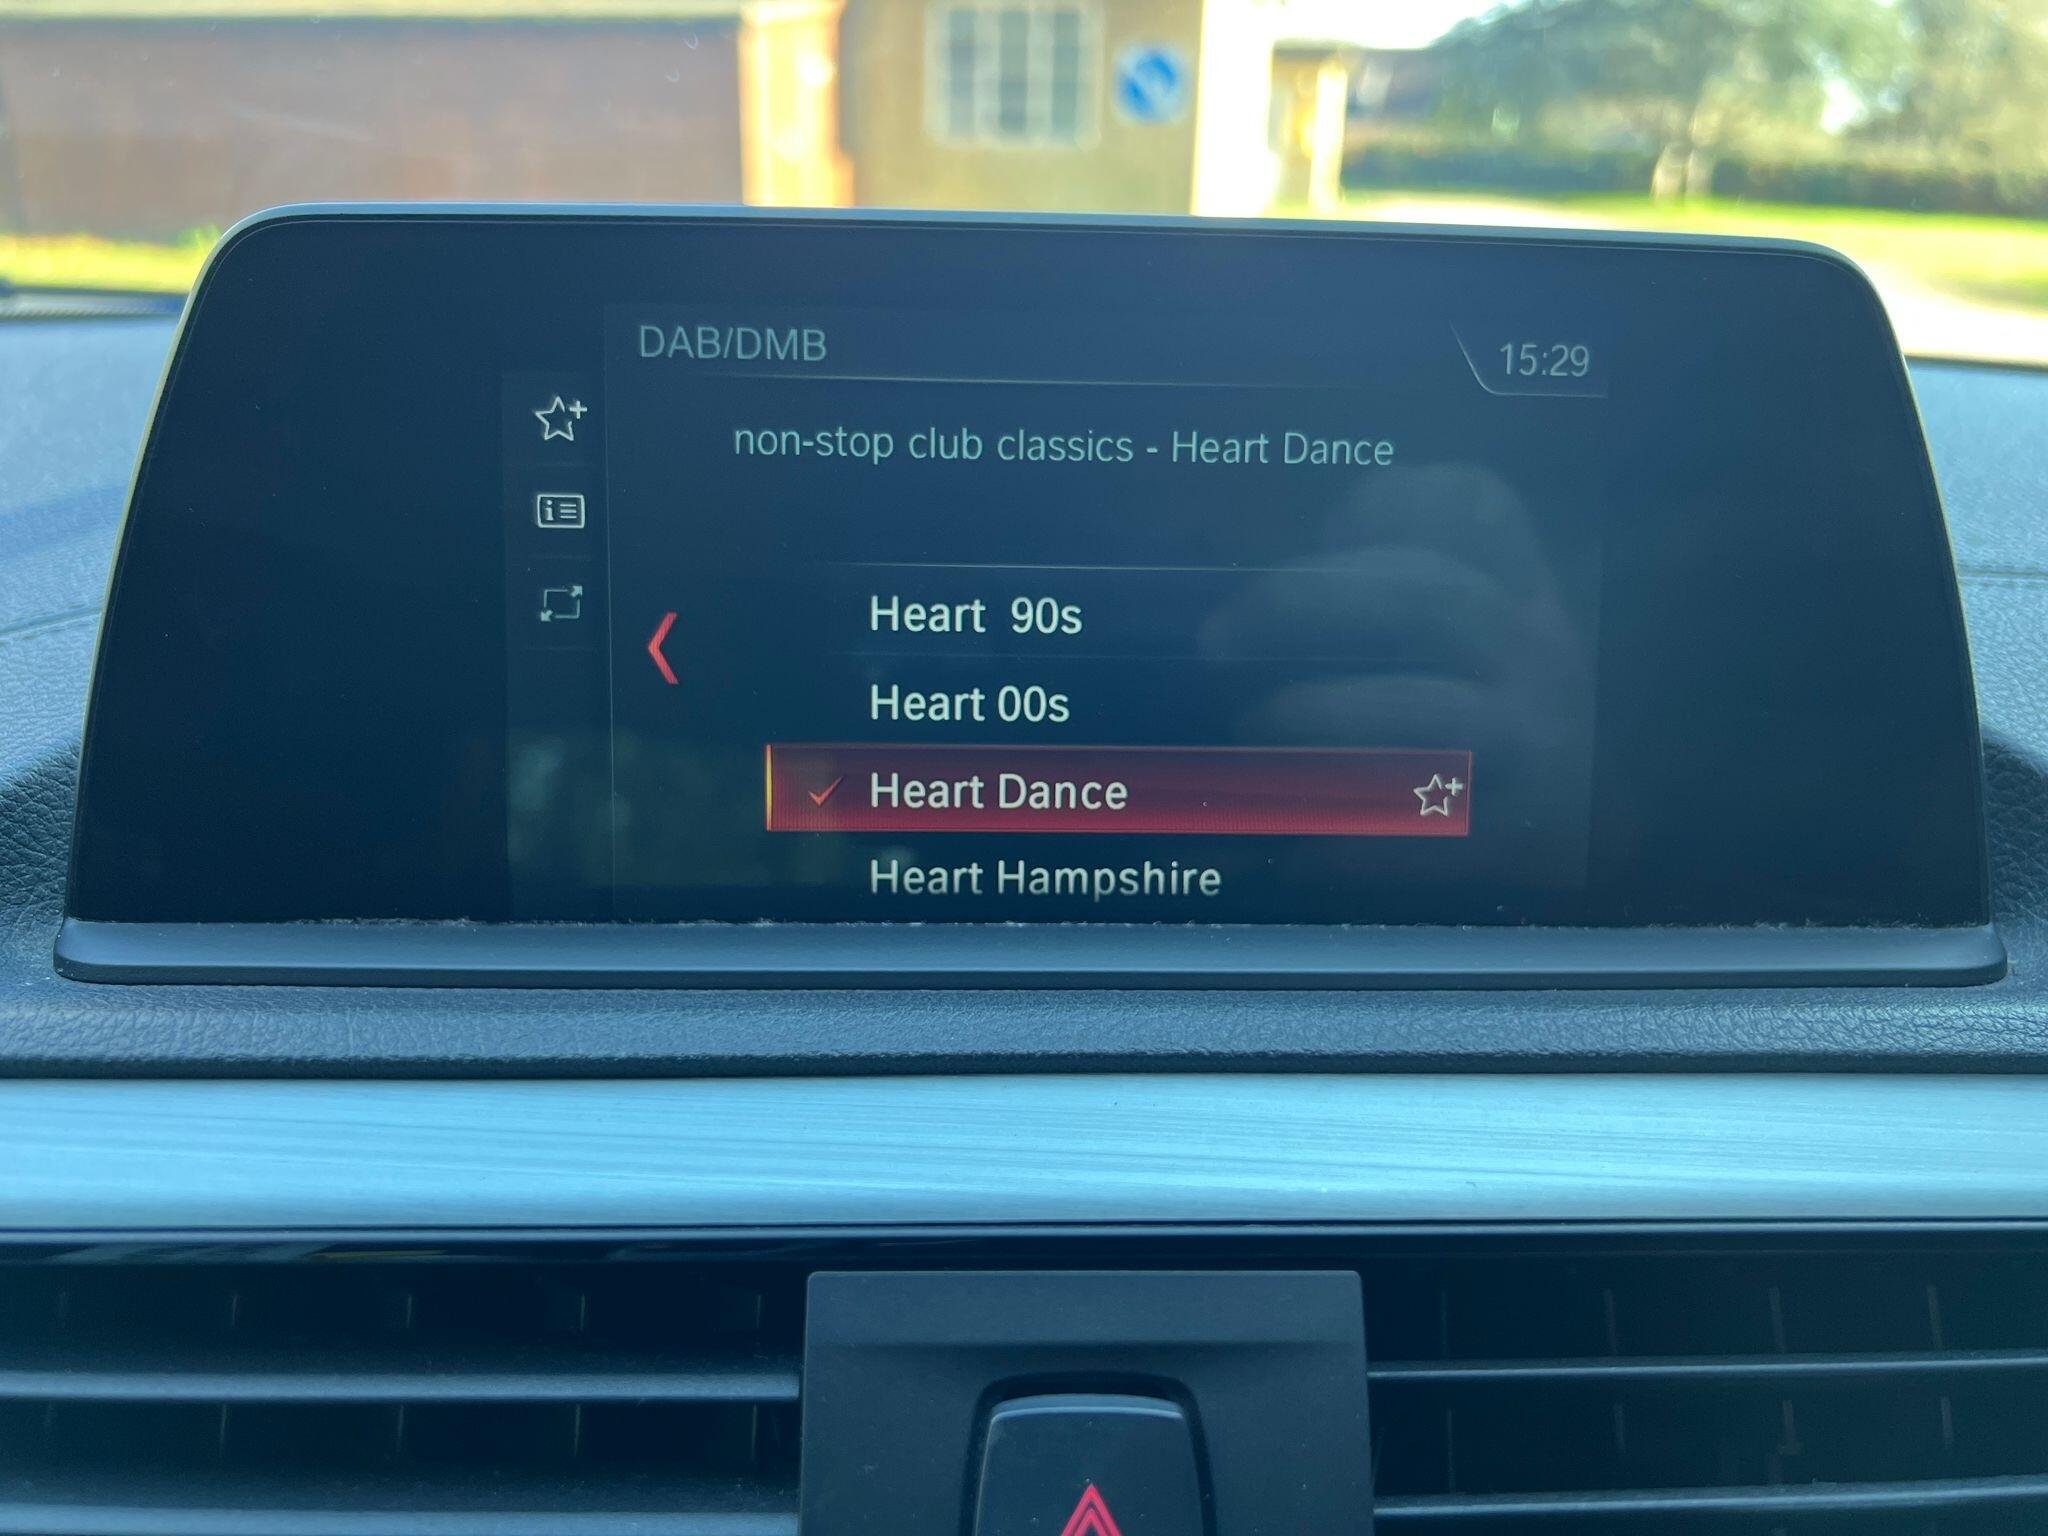 DAB/DMB
15:29
non-stop club classics - Heart Dance
Heart 90s
Heart 00s
Heart Dance
Heart Hampshire